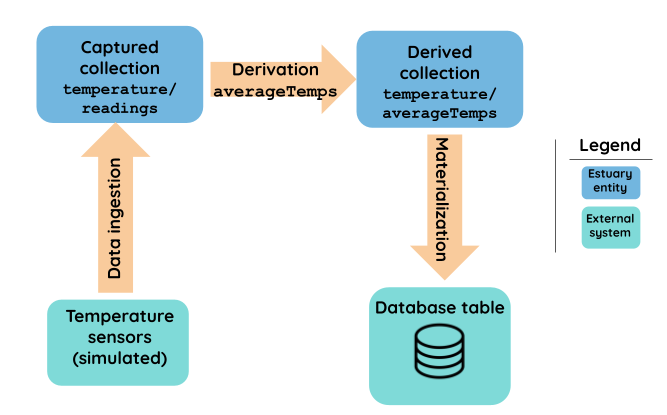 Captured
collection
temperature/
readings
Derivation
averageTemps
Derived
collection
temperature/
averageTemps
Data ingestion
Materialization
Temperature
sensors
(simulated)
Database table
Legend
Estuary
entity
External
system